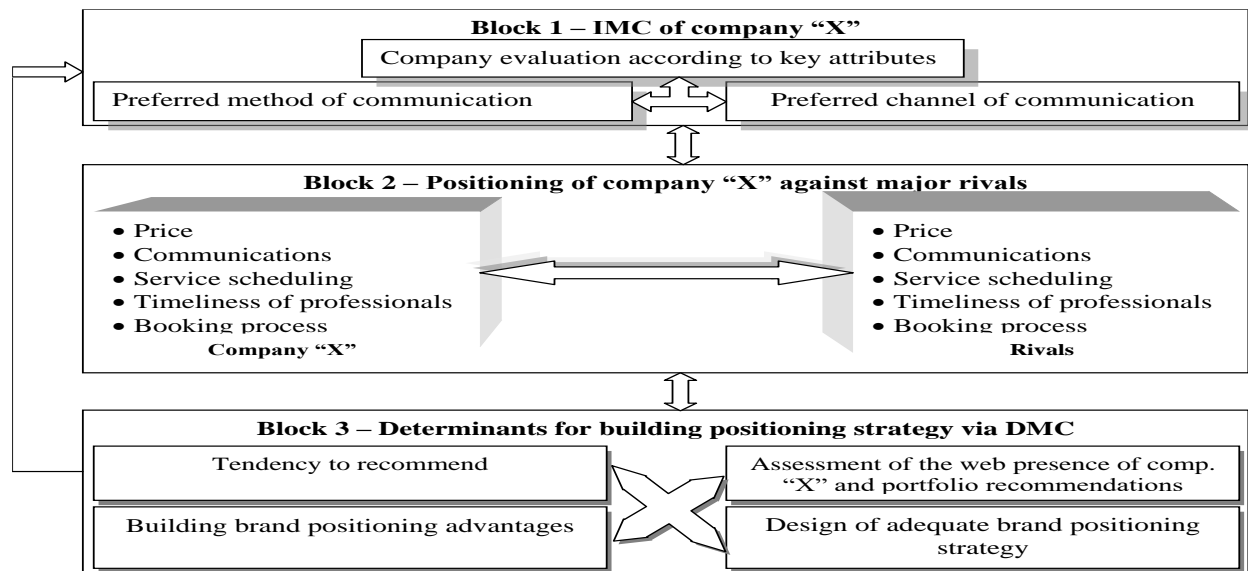 Block 1 – IMC of company “X”
Company evaluation according to key attributes
Preferred method of communication
Preferred channel of communication
Block 2 – Positioning of company “X” against major rivals
• Price
• Communications
• Service scheduling
• Timeliness of professionals
• Booking process
Company “X”
• Price
• Communications
• Service scheduling
• Timeliness of professionals
• Booking process
Rivals
Block 3 – Determinants for building positioning strategy via DMC
Tendency to recommend
Assessment of the web presence of comp.
“X” and portfolio recommendations
Building brand positioning advantages
Design of adequate brand positioning
strategy